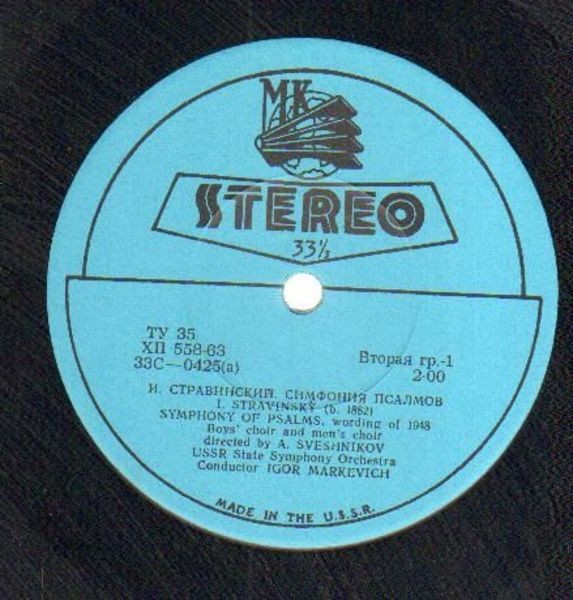 МК
STEREO
33⅓
ТУ 35
ХП 558-63
33С—0425(а)
Вторая гр.-1
2-00
И. СТРАВИНСКИЙ. СИМФОНИЯ ПСАЛМОВ
I. STRAVINSKY (b. 1882)
SYMPHONY OF PSALMS, wording of 1948
Boys' choir and men's choir
directed by A. SVESHNIKOV
USSR State Symphony Orchestra
Conductor IGOR MARKEVICH
MADE IN THE U.S.S.R.